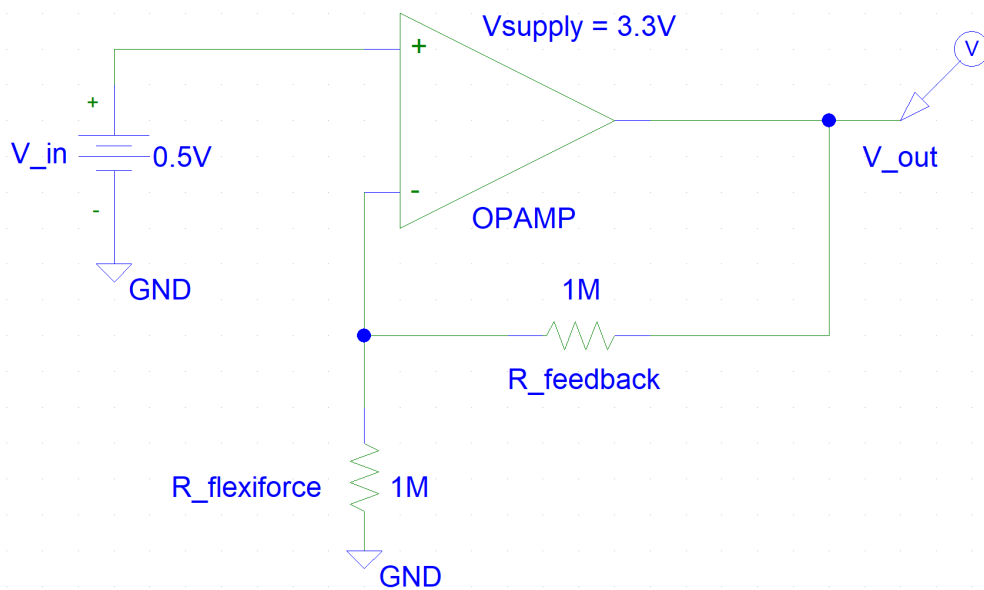 Vsupply = 3.3V
+
V
+
V_in
0.5V
V_out
-
-
OPAMP
GND
1M
R_feedback
R_flexiforce
1M
GND